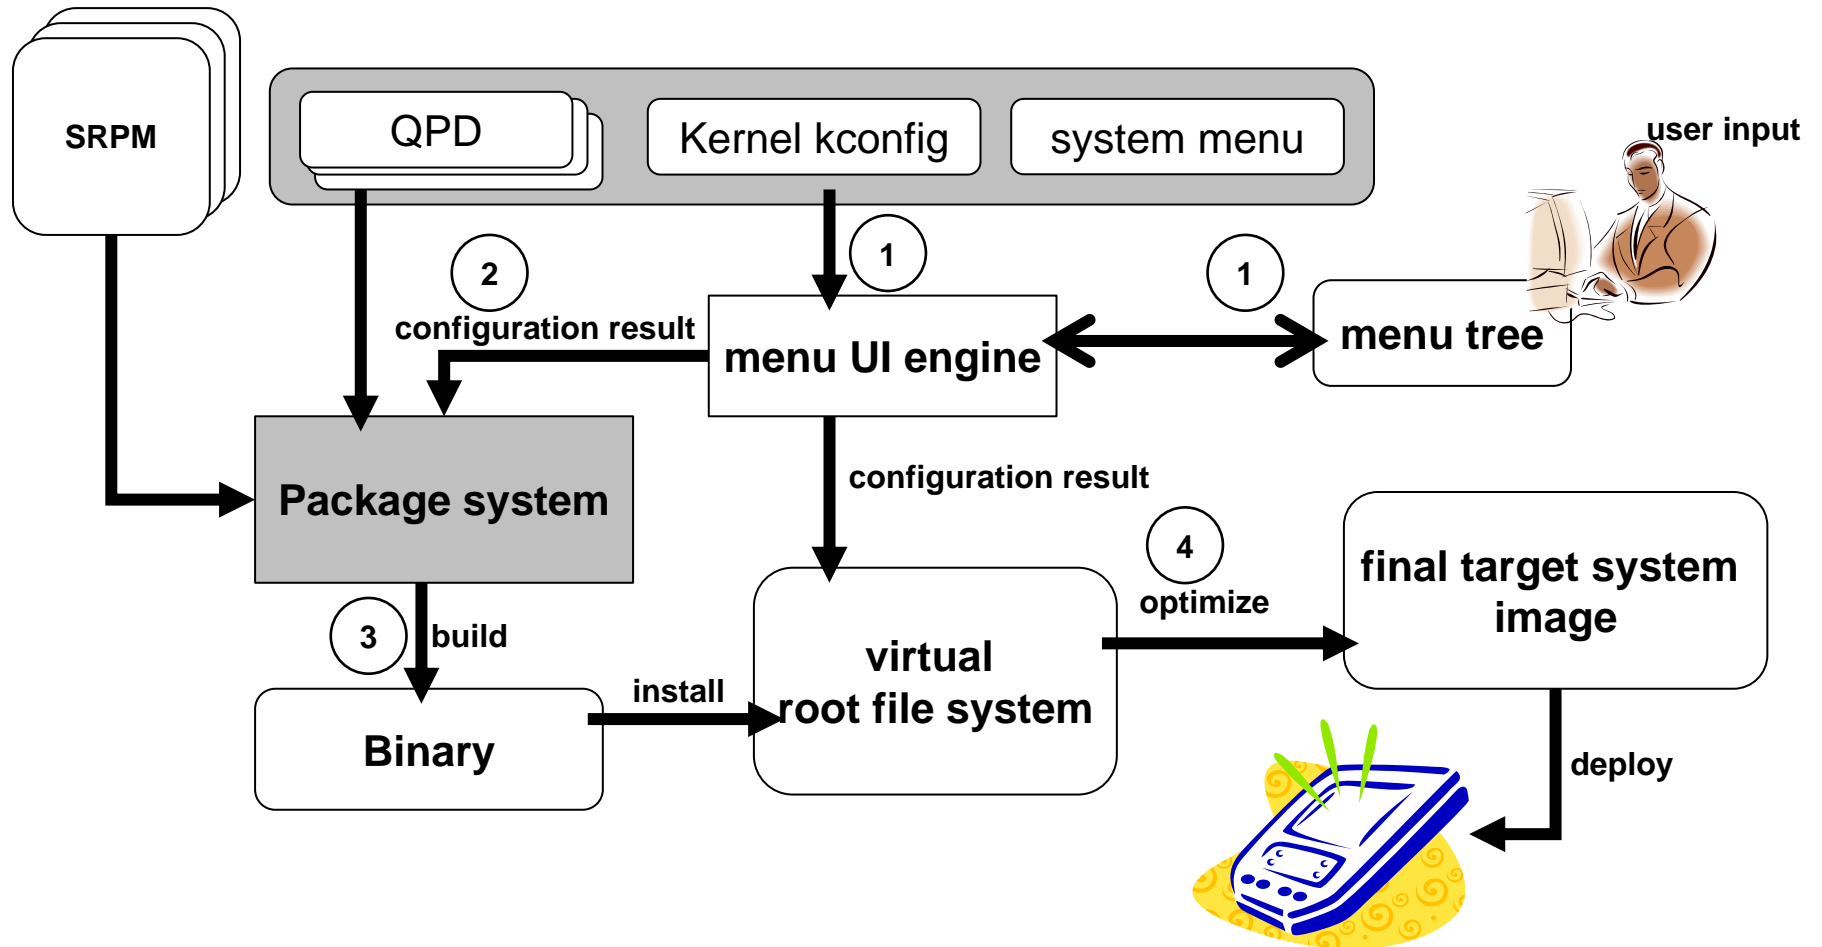 SRPM
QPD
Kernel kconfig
system menu
user input
1
1
2
configuration result
menu UI engine
menu tree
Package system
configuration result
4
optimize
final target system
image
3
build
virtual
root file system
install
Binary
deploy